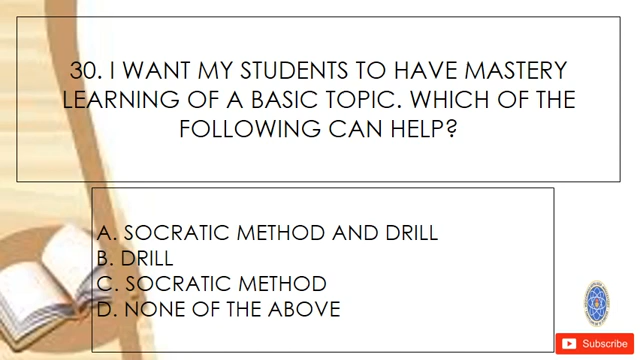 30. I WANT MY STUDENTS TO HAVE MASTERY
LEARNING OF A BASIC TOPIC. WHICH OF THE
FOLLOWING CAN HELP?
A. SOCRATIC METHOD AND DRILL
B. DRILL
C. SOCRATIC METHOD
D. NONE OF THE ABOVE
Subscribe